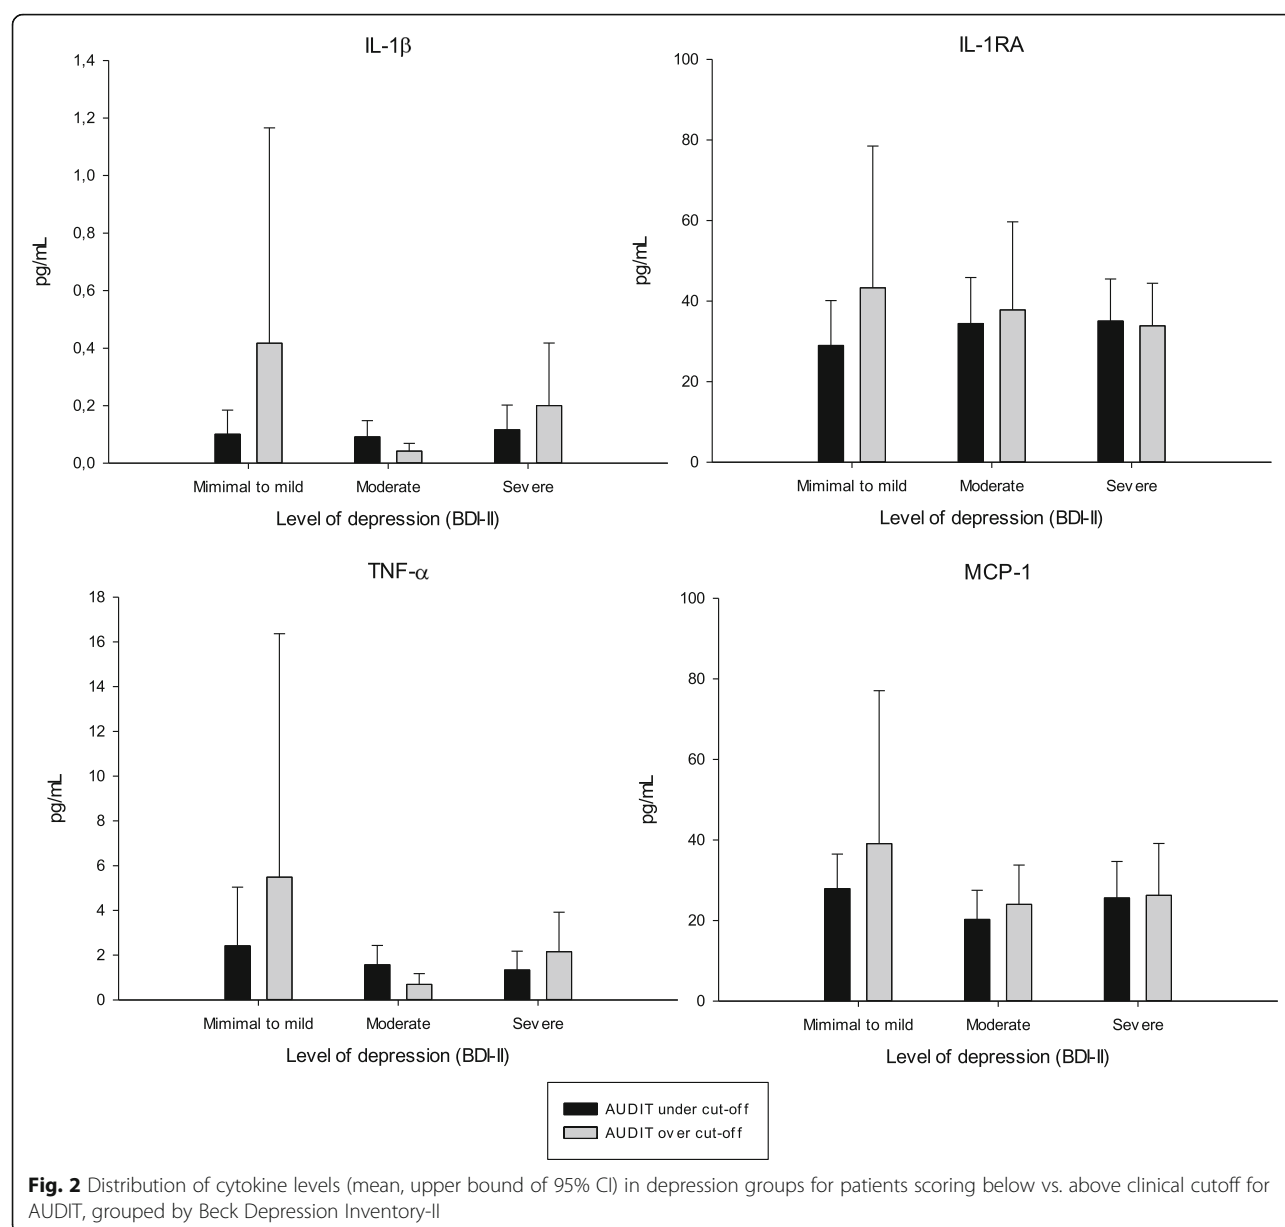 IL-1β
1,4
1,2
1,0
0,8
0,6
0,4
0,2
0,0
pg/mL
Mimimal to mild Moderate Severe
Level of depression (BDI-II)
IL-1RA
100
80
60
40
20
0
pg/mL
Mimimal to mild Moderate Severe
Level of depression (BDI-II)
TNF-α
18
16
14
12
10
8
6
4
2
0
pg/mL
Mimimal to mild Moderate Severe
Level of depression (BDI-II)
MCP-1
100
80
60
40
20
0
pg/mL
Mimimal to mild Moderate Severe
Level of depression (BDI-II)
AUDIT under cut-off
AUDIT over cut-off
Fig. 2 Distribution of cytokine levels (mean, upper bound of 95% CI) in depression groups for patients scoring below vs. above clinical cutoff for
AUDIT, grouped by Beck Depression Inventory-II